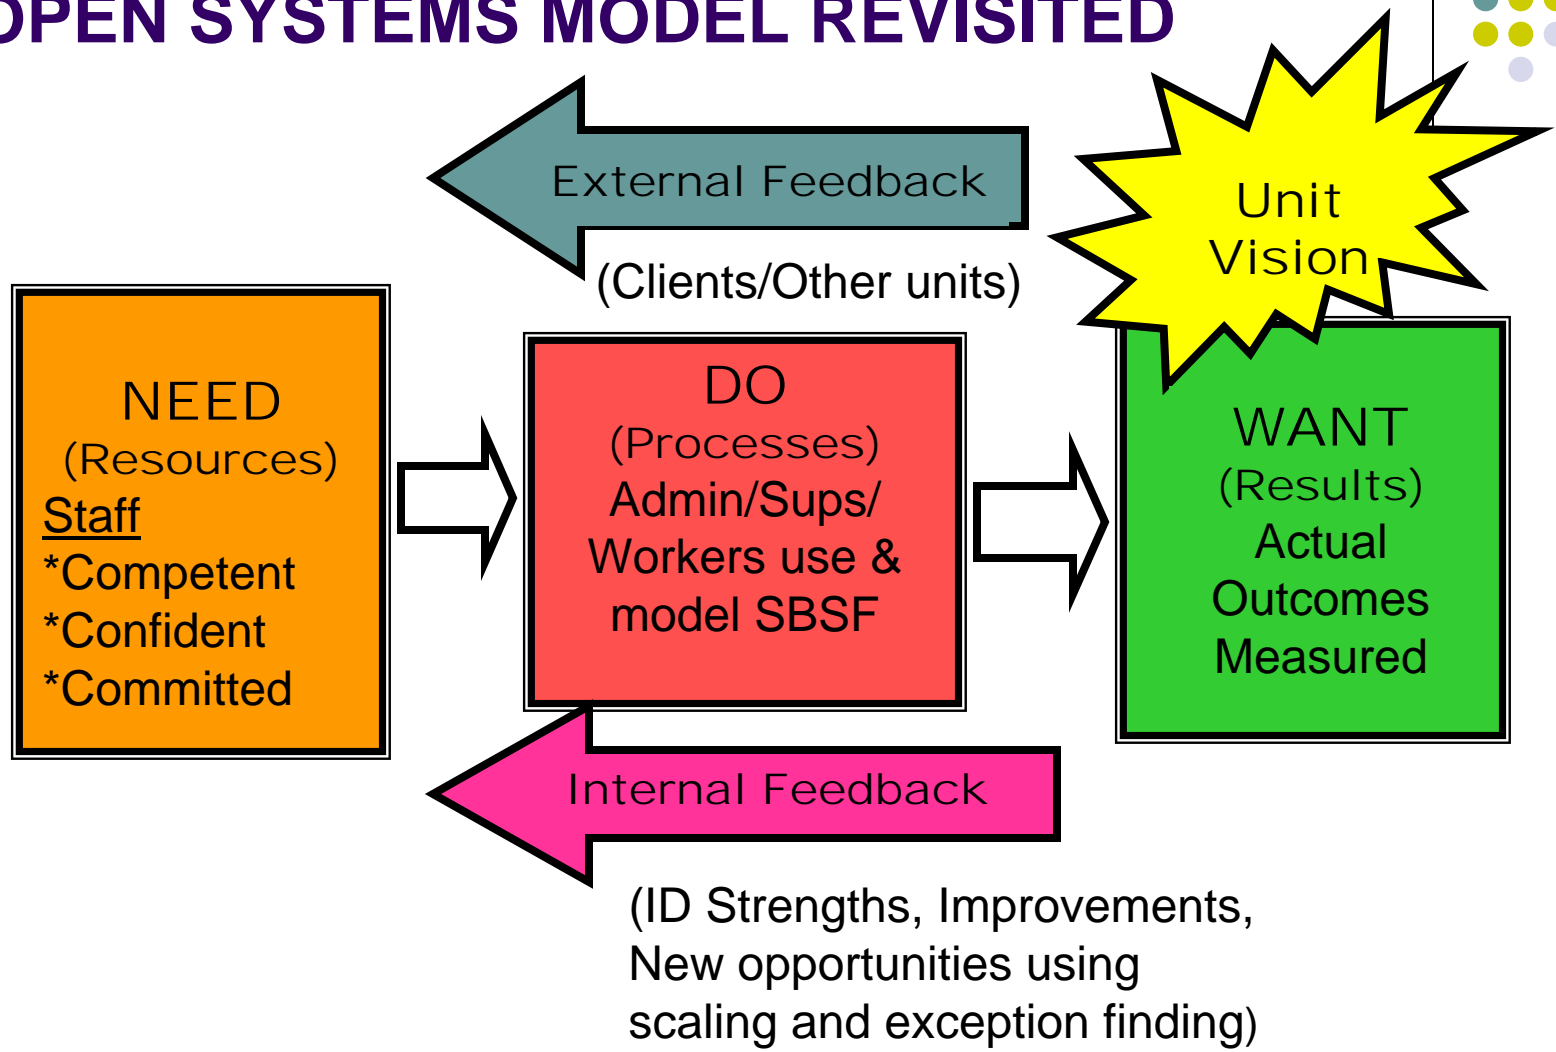 OPEN SYSTEMS MODEL REVISITED
External Feedback
(Clients/Other units)
Unit
Vision
NEED
(Resources)
Staff
*Competent
*Confident
*Committed
DO
(Processes)
Admin/Sups/
Workers use &
model SBSF
WANT
(Results)
Actual
Outcomes
Measured
Internal Feedback
(ID Strengths, Improvements,
New opportunities using
scaling and exception finding)